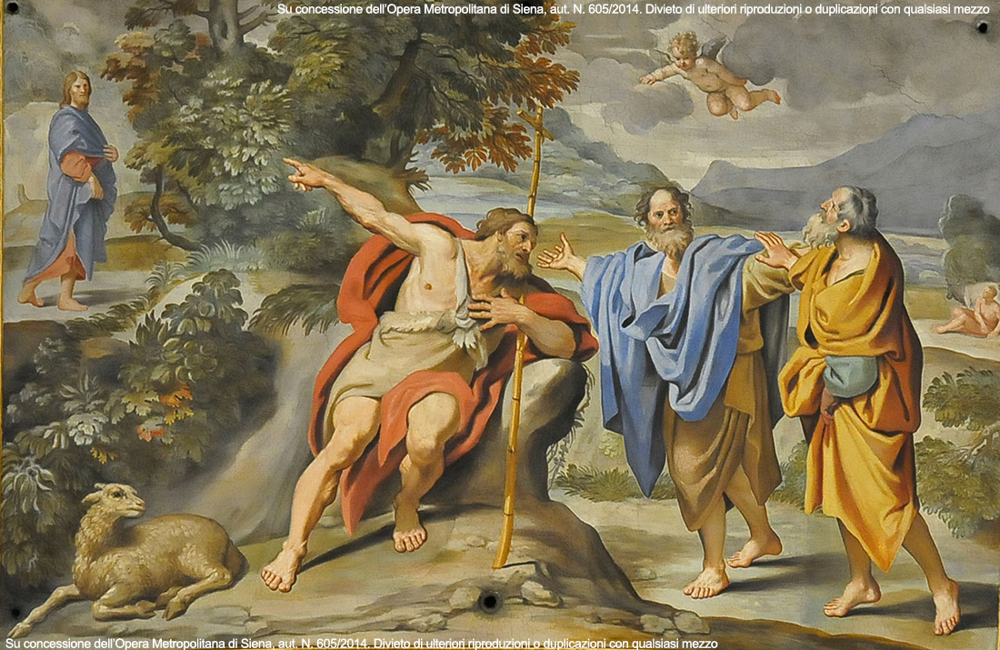 Su concessione dell'Opera Metropolitana di Siena, aut. N. 605/2014. Divieto di ulteriori riproduzioni o duplicazioni con qualsiasi mezzo
Su concessione dell'Opera Metropolitana di Siena, aut. N. 605/2014. Divieto di ulteriori riproduzioni o duplicazioni con qualsiasi mezzo